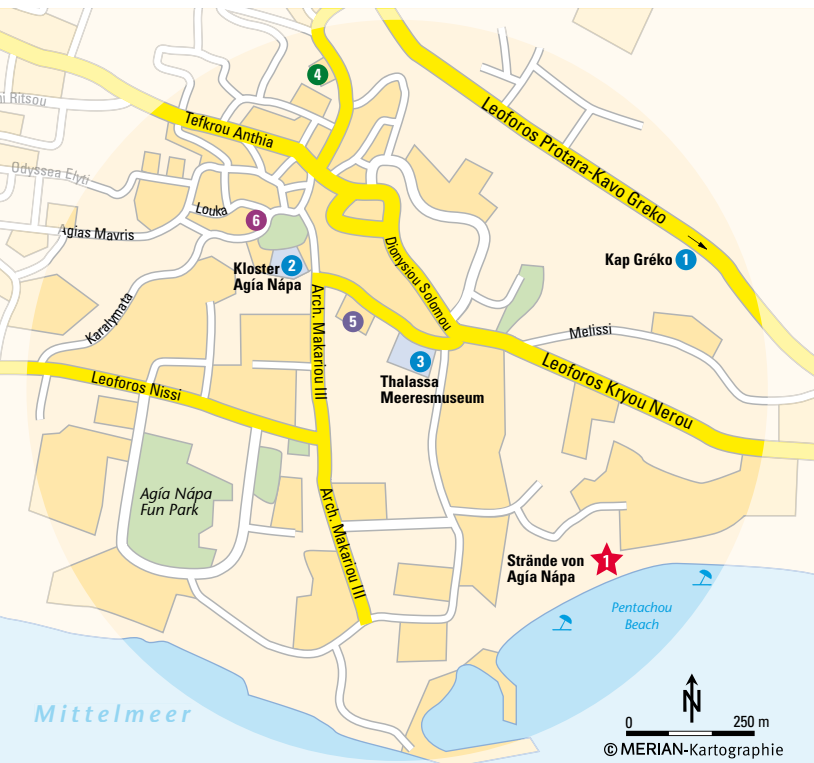 4
Leoforos Protara-Kavo Greko
ni Ritsou
Tefkrou Anthia
Odyssea Elyti
Louka
6
Agias Mavris
Dionysiou Solomou
Kap Gréko 1
Kloster 2
Agía Nápa
Karalymata
Arch. Makariou III
5
Melissi
3
Thalassa
Meeresmuseum
Leoforos Kryou Nerou
Leoforos Nissi
Agía Nápa
Fun Park
Arch. Makariou III
Strände von 1
Agía Nápa
Pentachou
Beach
Mittelmeer
N
0 250 m
© MERIAN-Kartographie